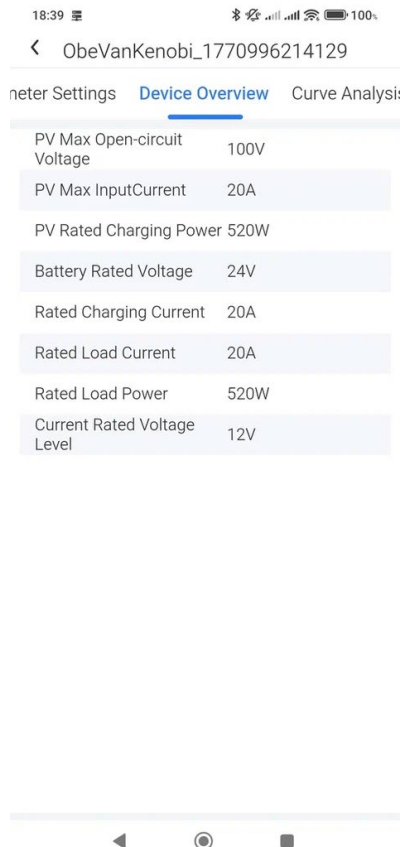 18:39
100%
ObeVanKenobi_1770996214129
neter Settings Device Overview Curve Analysis
PV Max Open-circuit
Voltage
100V
PV Max InputCurrent 20A
PV Rated Charging Power 520W
Battery Rated Voltage 24V
Rated Charging Current 20A
Rated Load Current 20A
Rated Load Power 520W
Current Rated Voltage
Level
12V